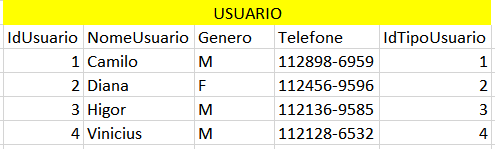 USUARIO
IdUsuario NomeUsuario Genero Telefone IdTipoUsuario
1 Camilo M 112898-6959 1
2 Diana F 112456-9596 2
3 Higor M 112136-9585 3
4 Vinicius M 112128-6532 4